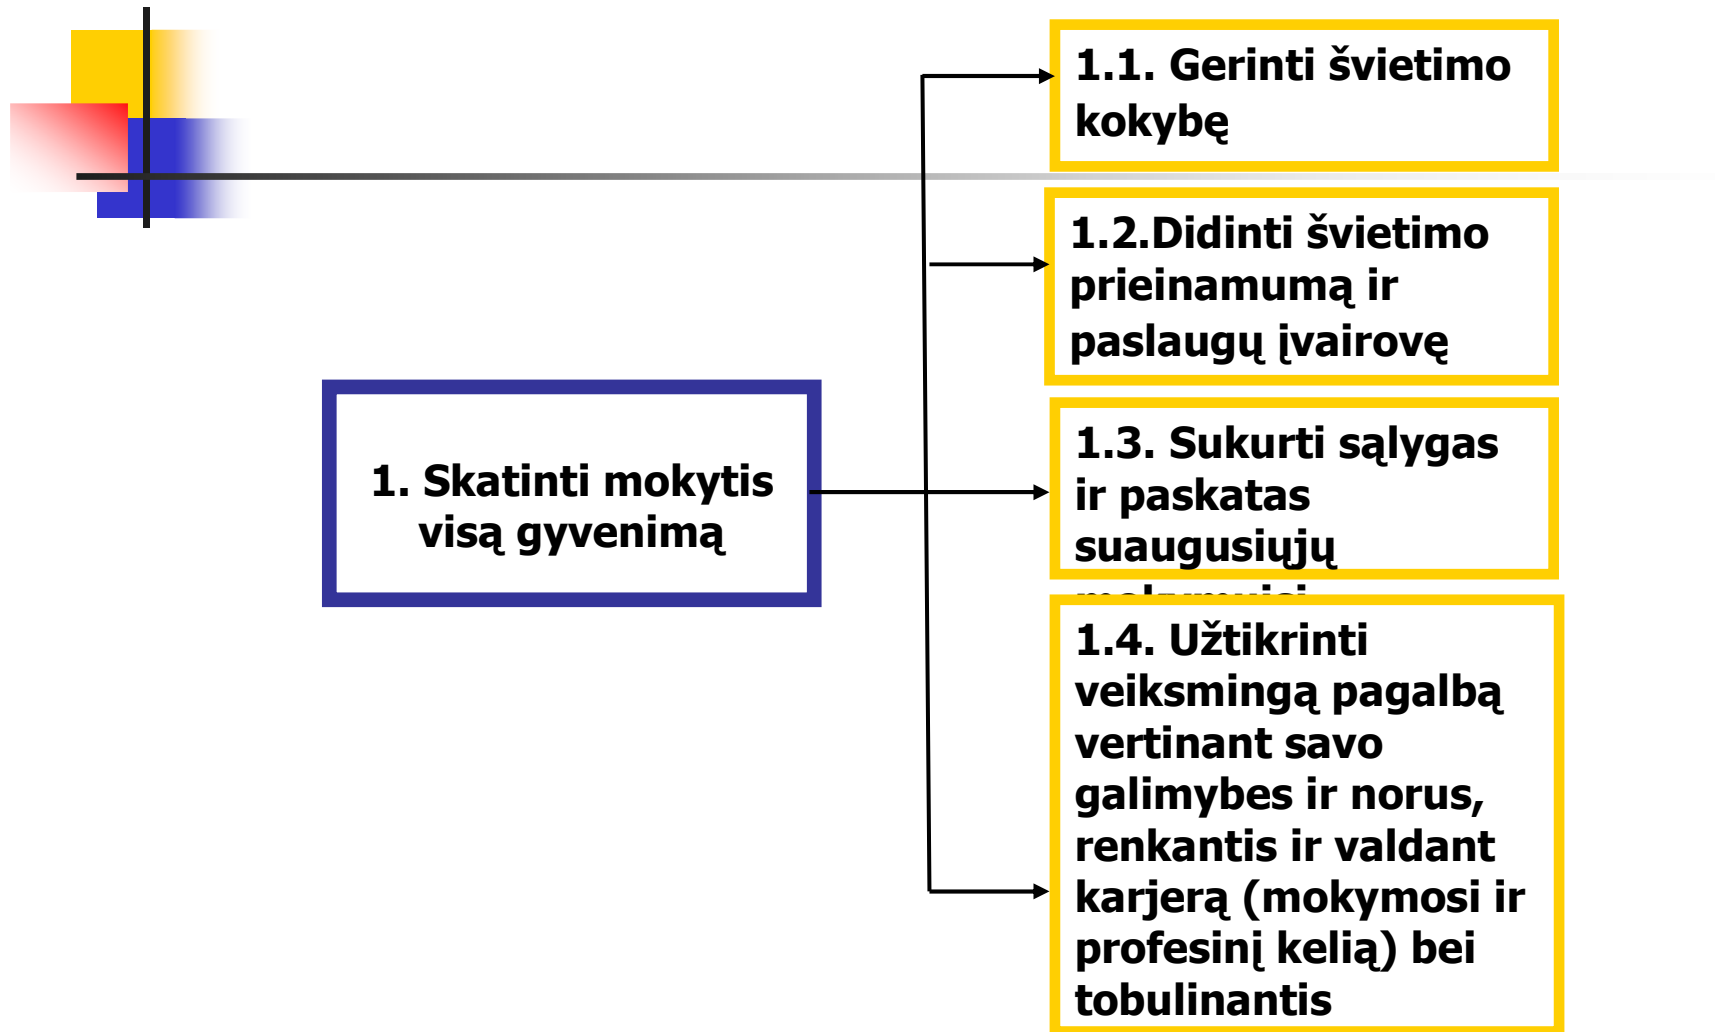 1. Skatinti mokytis
visą gyvenimą
1.1. Gerinti švietimo
kokybę
1.2.Didinti švietimo
prieinamumą ir
paslaugų įvairovę
1.3. Sukurti sąlygas
ir paskatas
suaugusiųjų
1.4. Užtikrinti
veiksmingą pagalbą
vertinant savo
galimybes ir norus,
renkantis ir valdant
karjerą (mokymosi ir
profesinį kelią) bei
tobulinantis